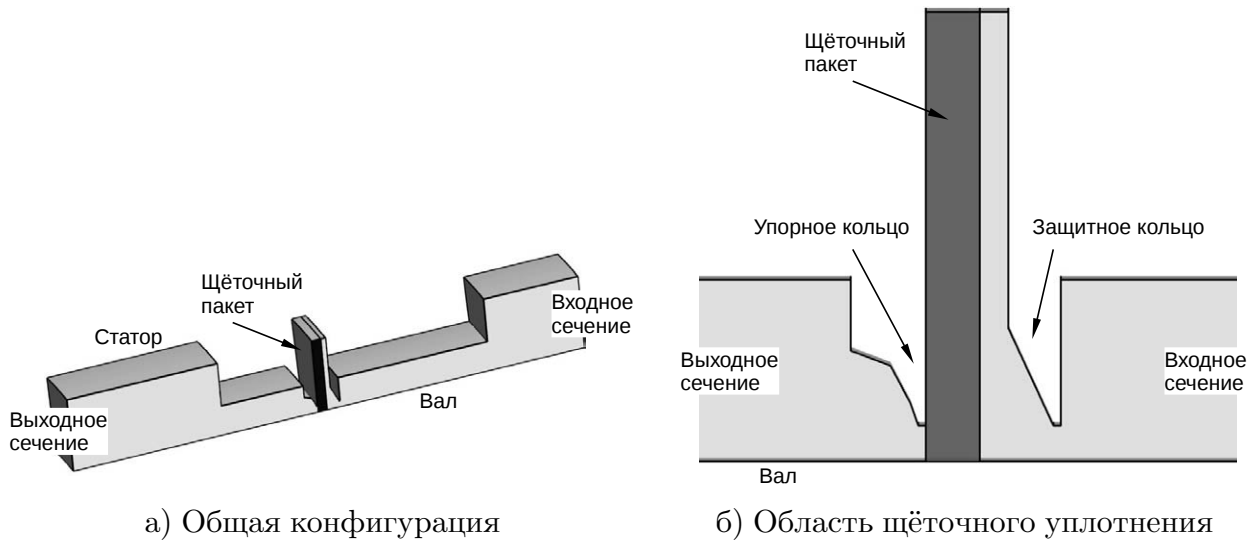 Щёточный
пакет
Статор
Входное
сечение
Вал
Выходное
сечение
а) Общая конфигурация
Щёточный
пакет
Упорное кольцо
Защитное кольцо
Выходное
сечение
Входное
сечение
Вал
б) Область щёточного уплотнения